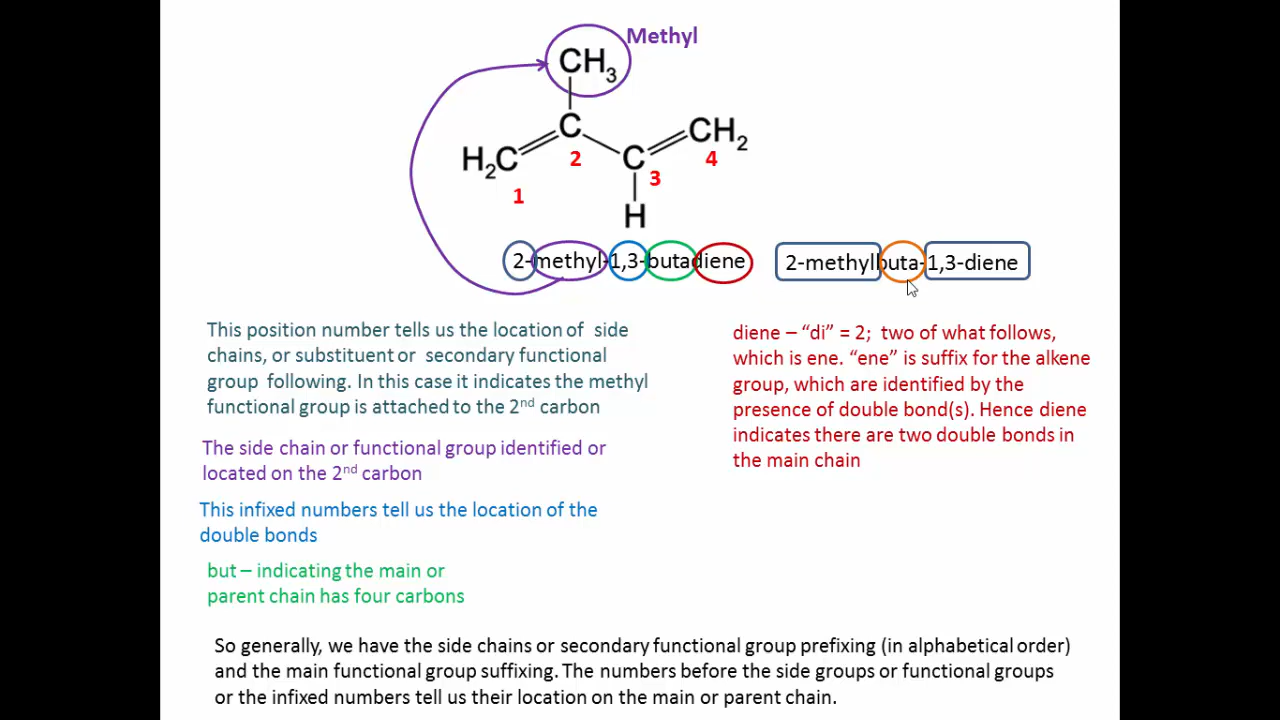 Methyl
CH3
C
CH2
H2C
2
C
4
3
1
H
2-methyl-1,3-butadiene
2-methylbuta-1,3-diene
This position number tells us the location of side
chains, or substituent or secondary functional
group following. In this case it indicates the methyl
functional group is attached to the 2nd carbon
The side chain or functional group identified or
located on the 2nd carbon
This infixed numbers tell us the location of the
double bonds
but – indicating the main or
parent chain has four carbons
diene – “di” = 2; two of what follows,
which is ene. “ene” is suffix for the alkene
group, which are identified by the
presence of double bond(s). Hence diene
indicates there are two double bonds in
the main chain
So generally, we have the side chains or secondary functional group prefixing (in alphabetical order)
and the main functional group suffixing. The numbers before the side groups or functional groups
or the infixed numbers tell us their location on the main or parent chain.